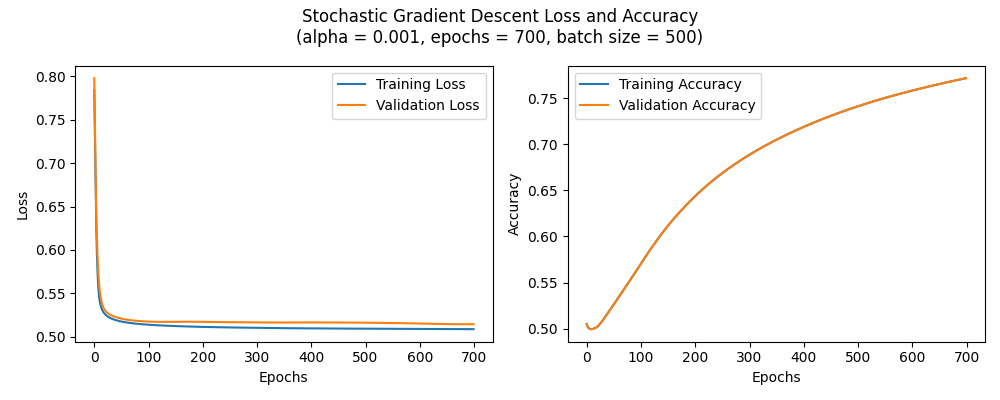 Stochastic Gradient Descent Loss and Accuracy
(alpha = 0.001, epochs = 700, batch size = 500)
Loss
0.80
0.75
0.70
0.65
0.60
0.55
0.50
Training Loss
Validation Loss
0 100 200 300 400 500 600 700
Epochs
Accuracy
0.75
0.70
0.65
0.60
0.55
0.50
Training Accuracy
Validation Accuracy
0 100 200 300 400 500 600 700
Epochs